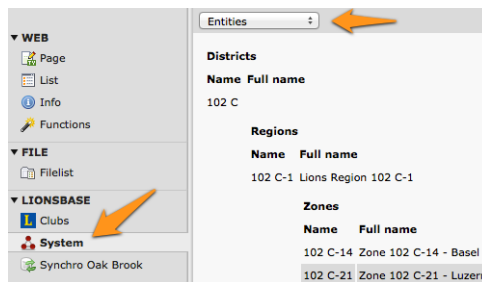 Entities
WEB
Page
List
Info
Functions
FILE
Filelist
LIONSBASE
L Clubs
System
Synchro Oak Brook
Districts
Name Full name
102 C
Regions
Name Full name
102 C-1 Lions Region 102 C-1
Zones
Name Full name
102 C-14 Zone 102 C-14 - Basel
102 C-21 Zone 102 C-21 - Luzern